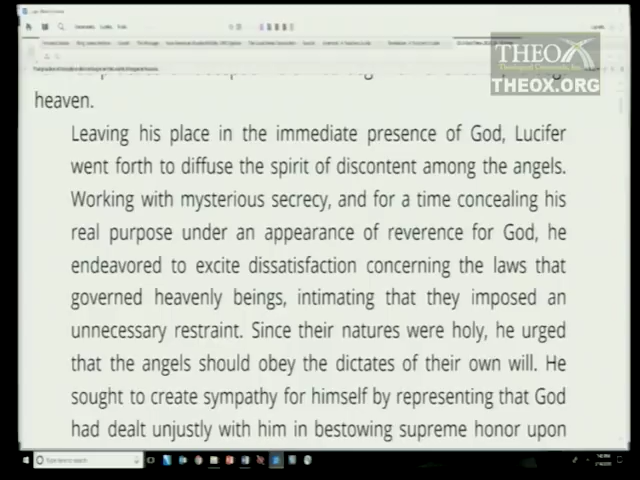 THEOX
THEOX.ORG
heaven.
Leaving his place in the immediate presence of God, Lucifer
went forth to diffuse the spirit of discontent among the angels.
Working with mysterious secrecy, and for a time concealing his
real purpose under an appearance of reverence for God, he
endeavored to excite dissatisfaction concerning the laws that
governed heavenly beings, intimating that they imposed an
unnecessary restraint. Since their natures were holy, he urged
that the angels should obey the dictates of their own will. He
sought to create sympathy for himself by representing that God
had dealt unjustly with him in bestowing supreme honor upon